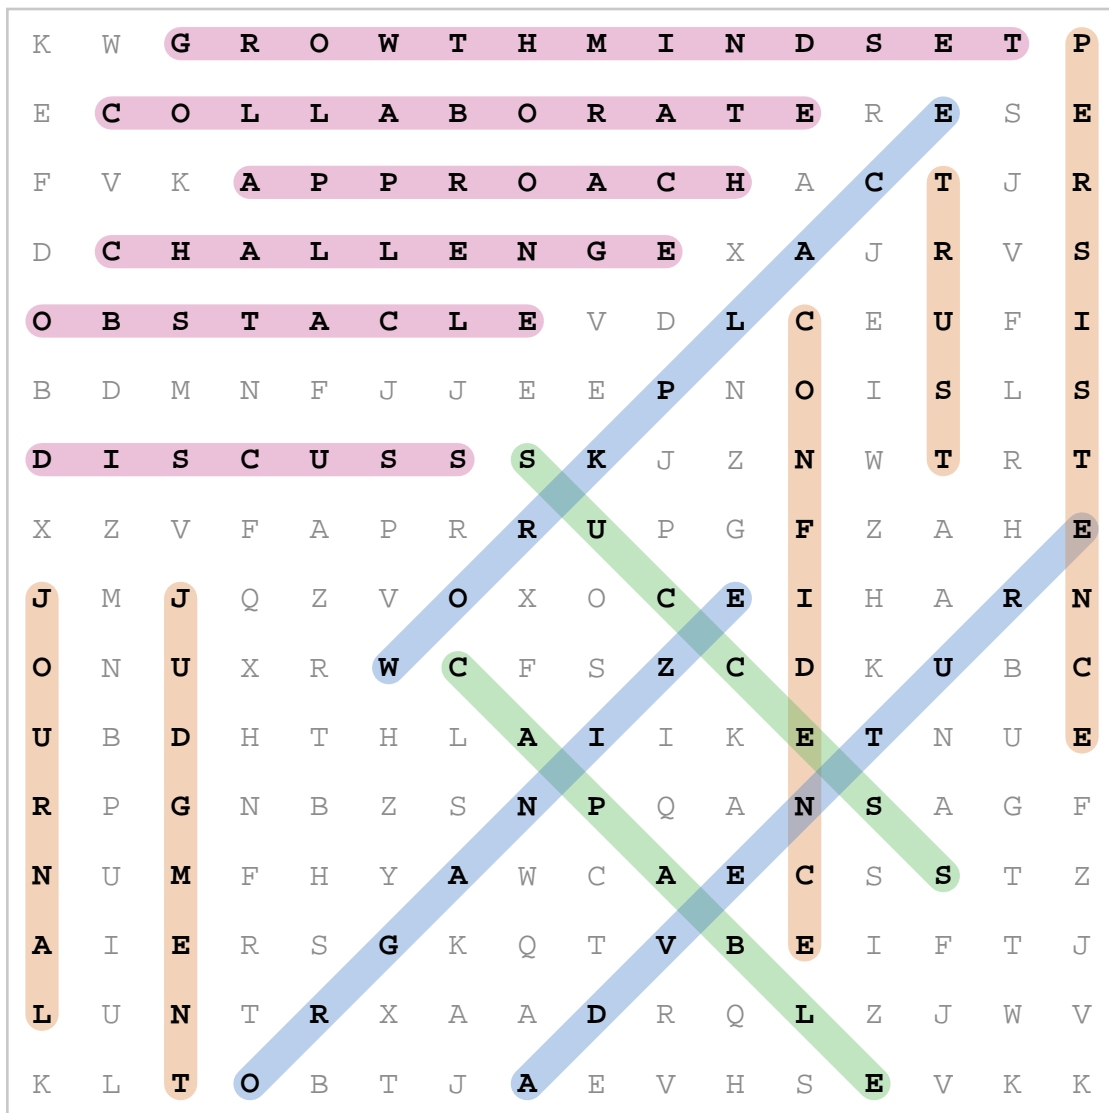 K W G R O W T H M I N D S E T P
E C O L L A B O R A T E R E S E
F V K A P P R O A C H A C T J R
D C H A L L E N G E X A J R V S
O B S T A C L E V D L C E U F I
B D M N F J J E E P N O I S L S
D I S C U S S S K J Z N W T R T
X Z V F A P R R U P G F Z A H E
J M J Q Z V O X O C E I H A R N
O N U X R W C F S Z C D K U B C
U B D H T H L A I I K E T N U E
R P G N B Z S N P Q A N S A G F
N U M F H Y A W C A E C S S T Z
A I E R S G K Q T V B E I F T J
L U N T R X A A D R Q L Z J W V
K L T O B T J A E V H S E V K K